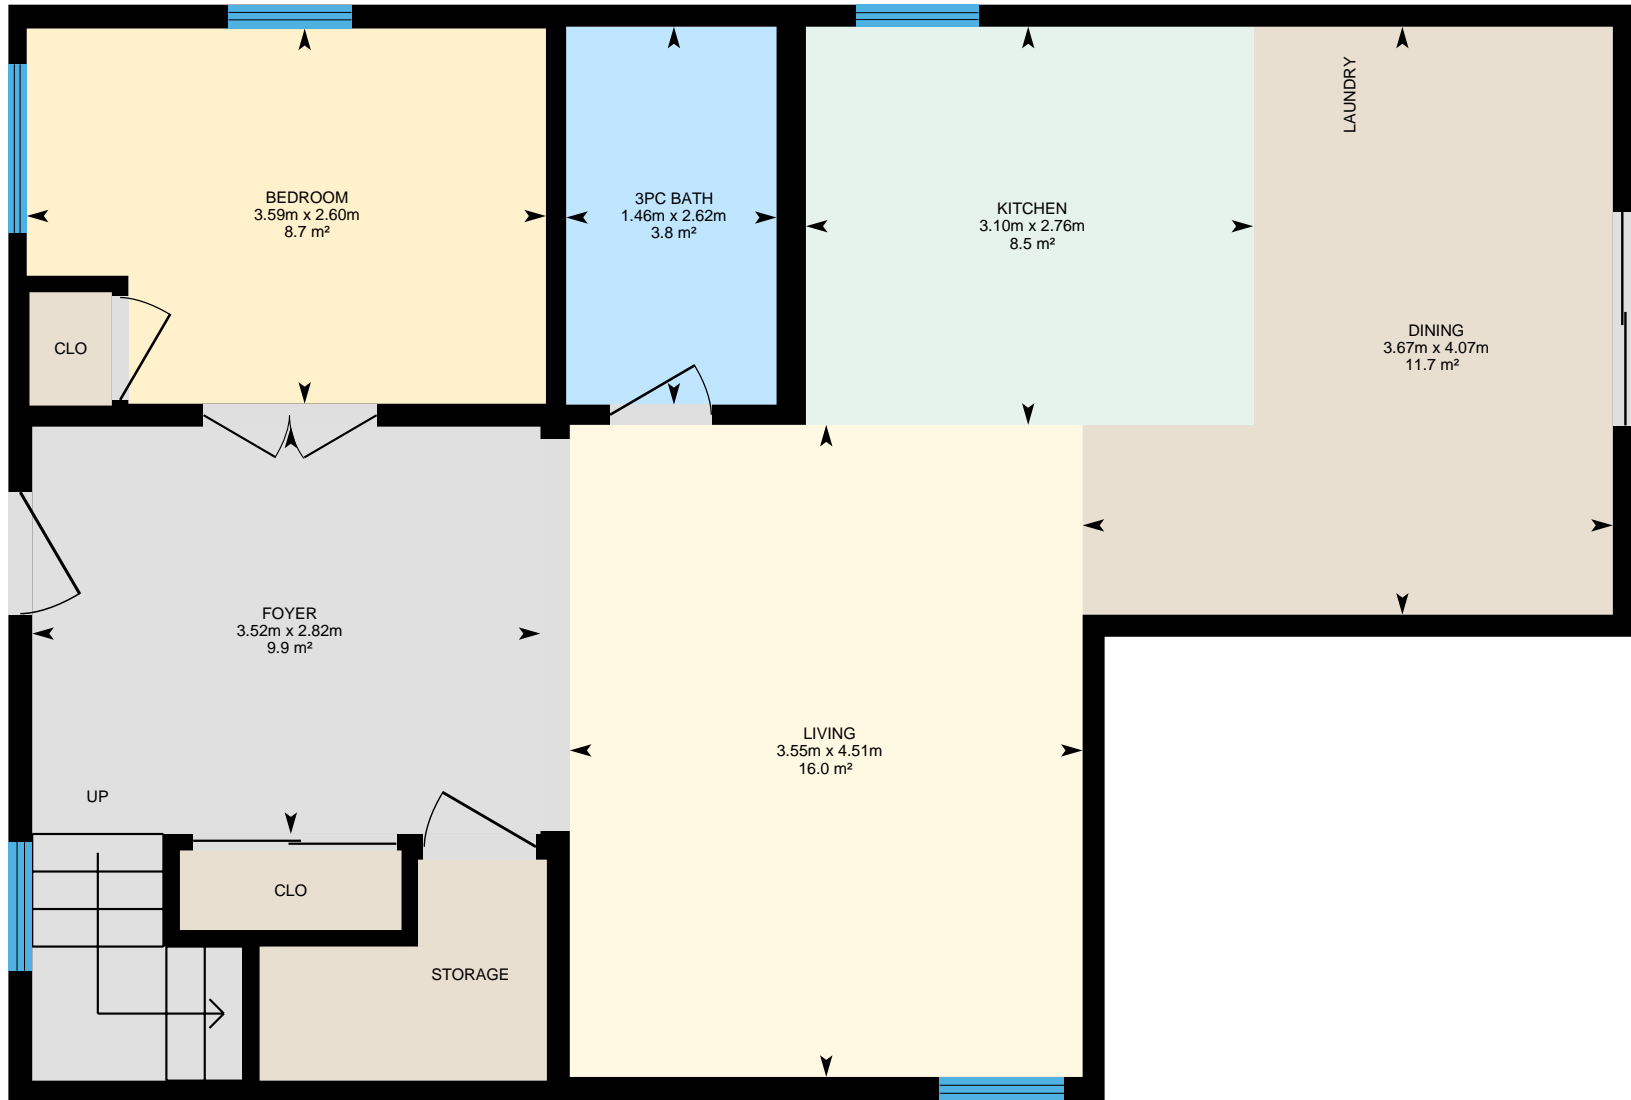 BEDROOM
3.59m x 2.60m
8.7 m²
3PC BATH
1.46m x 2.62m
3.8 m²
KITCHEN
3.10m x 2.76m
8.5 m²
LAUNDRY
DINING
3.67m x 4.07m
11.7 m²
CLO
FOYER
3.52m x 2.82m
9.9 m²
LIVING
3.55m x 4.51m
16.0 m²
UP
CLO
STORAGE